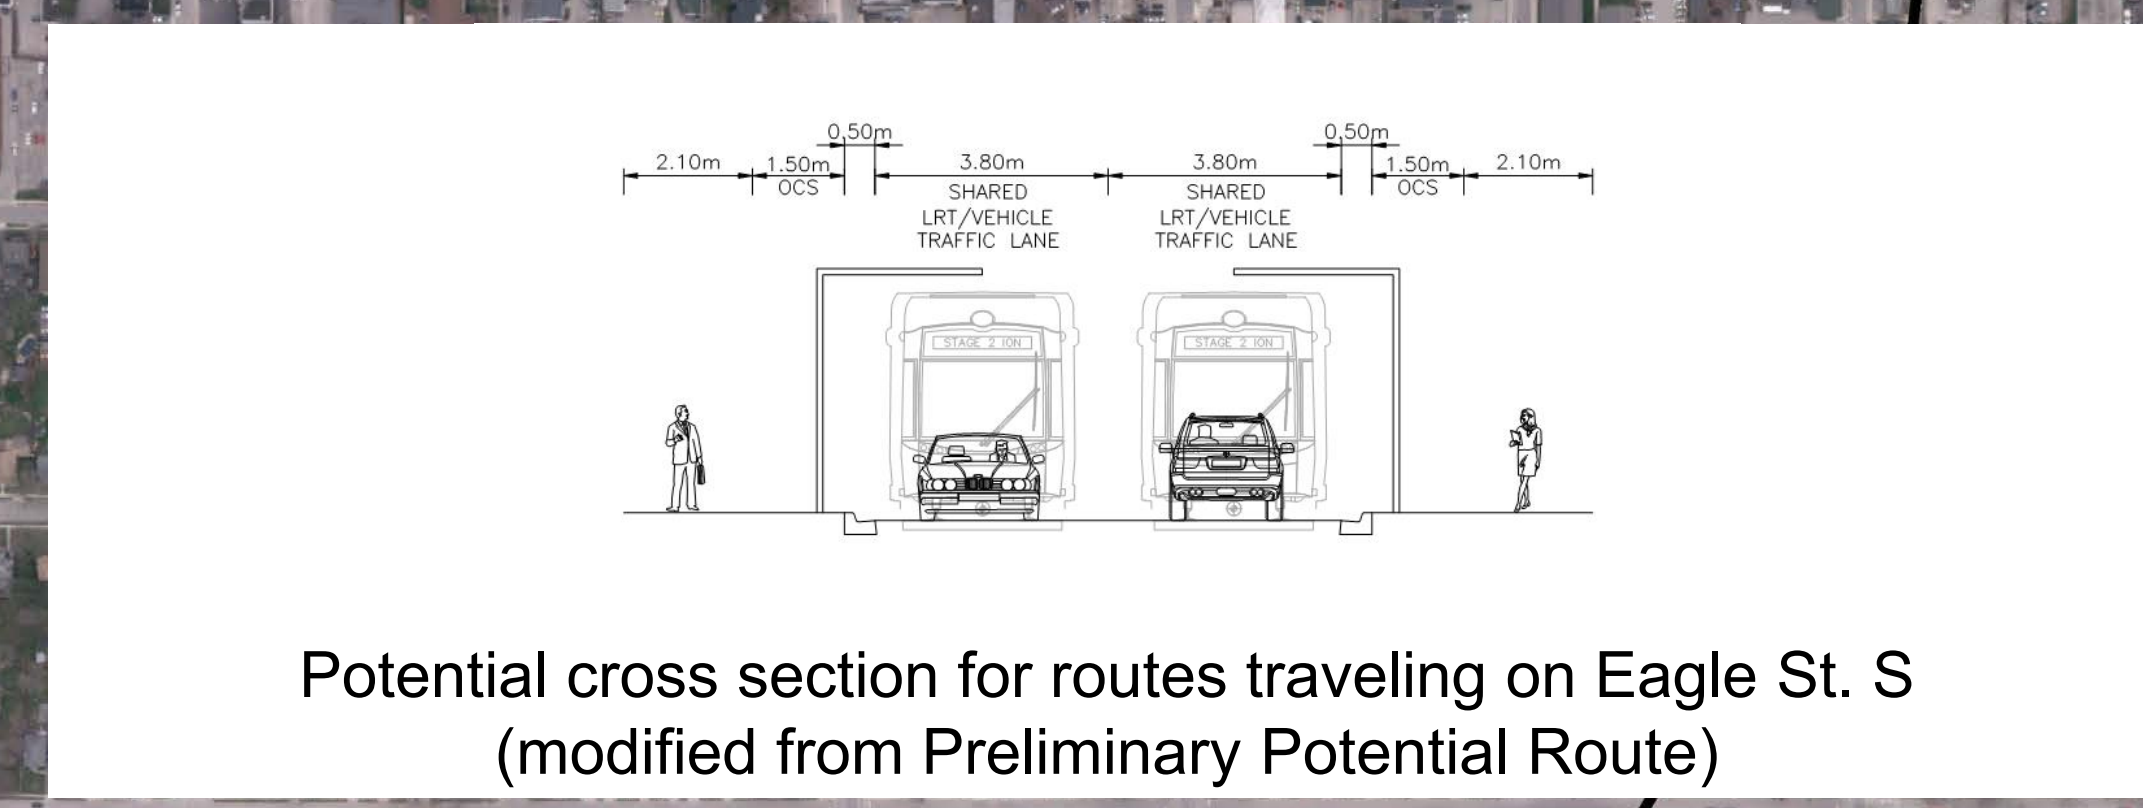 0.50m 0.50m
2.10m 1.50m 3.80m 3.80m 1.50m 2.10m
OCS SHARED SHARED OCS
LRT/VEHICLE LRT/VEHICLE
TRAFFIC LANE TRAFFIC LANE
STAGE 2 ION STAGE 2 ION
Potential cross section for routes traveling on Eagle St. S
(modified from Preliminary Potential Route)